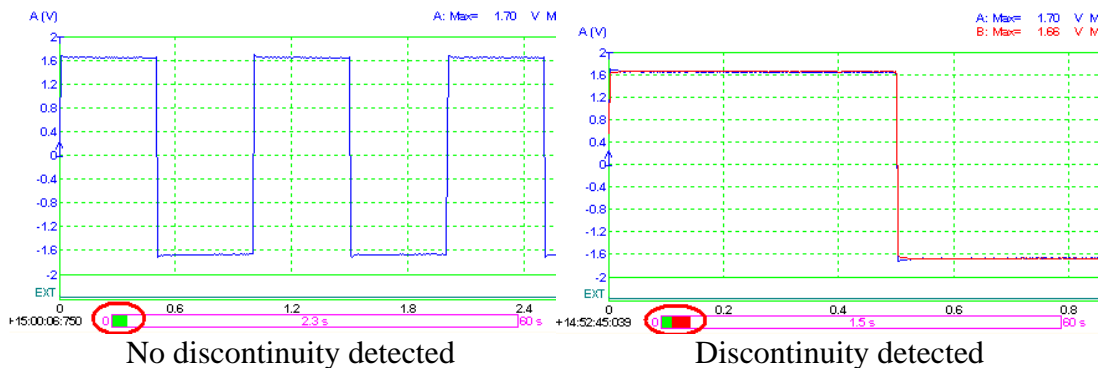 A (V)
A: Max= 1.70 V M
2
1.6
1.2
0.8
0.4
0
-0.4
-0.8
-1.2
-1.6
-2
EXT
0 0.6 1.2 1.8 2.4
+15:00:06:750 0 2.3 s 60 s
No discontinuity detected
A: Max= 1.70 V M
B: Max= 1.66 V M
A (V)
2
1.6
1.2
0.8
0.4
0
-0.4
-0.8
-1.2
-1.6
-2
EXT
0 0.2 0.4 0.6 0.8
+14:52:45:039 0 1.5 s 60 s
Discontinuity detected